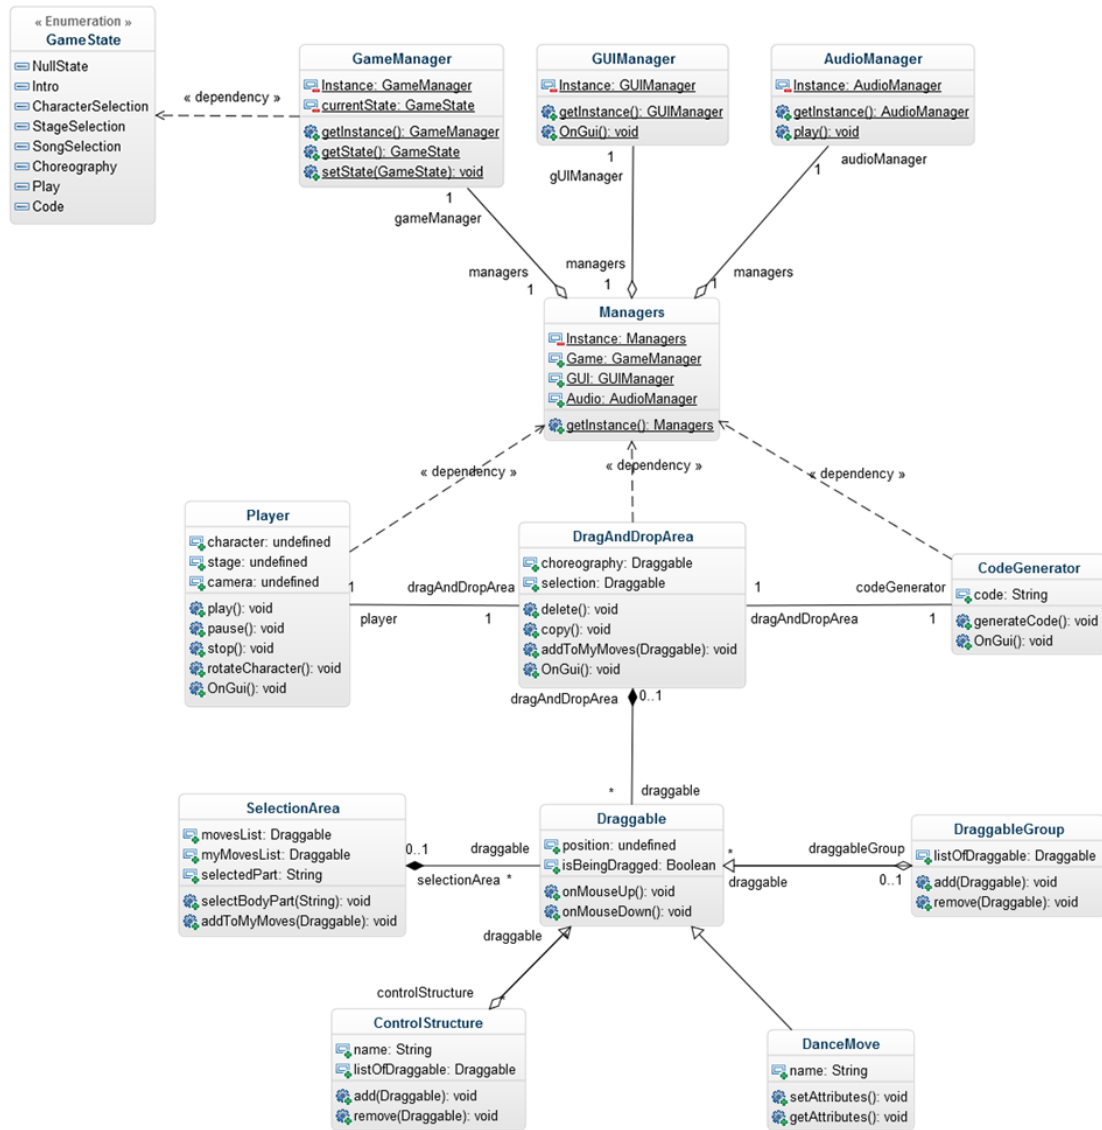 « Enumeration »
GameState
NullState
Intro
CharacterSelection
StageSelection
SongSelection
Choreography
Play
Code
« dependency »
GameManager
Instance: GameManager
currentState: GameState
getInstance(): GameManager
getState(): GameState
setState(GameState): void
GUIManager
Instance: GUIManager
getInstance(): GUIManager
OnGui(): void
AudioManager
Instance: AudioManager
getInstance(): AudioManager
play(): void
1
gameManager
1
gUIManager
audioManager
1
managers
1
managers
1
managers
1
Managers
Instance: Managers
Game: GameManager
GUI: GUIManager
Audio: AudioManager
getInstance(): Managers
« dependency »
« dependency »
« dependency »
Player
character: undefined
stage: undefined
camera: undefined
play(): void
pause(): void
stop(): void
rotateCharacter(): void
OnGui(): void
1
dragAndDropArea
player
1
DragAndDropArea
choreography: Draggable
selection: Draggable
delete(): void
copy(): void
addToMyMoves(Draggable): void
OnGui(): void
1
codeGenerator
dragAndDropArea
1
CodeGenerator
code: String
generateCode(): void
OnGui(): void
dragAndDropArea
0..1
*
draggable
SelectionArea
movesList: Draggable
myMovesList: Draggable
selectedPart: String
selectBodyPart(String): void
addToMyMoves(Draggable): void
0..1
draggable
selectionArea
*
Draggable
position: undefined
isBeingDragged: Boolean
onMouseUp(): void
onMouseDown(): void
*
draggableGroup
draggable
0..1
DraggableGroup
listOfDraggable: Draggable
add(Draggable): void
remove(Draggable): void
draggable
controlStructure
*
ControlStructure
name: String
listOfDraggable: Draggable
add(Draggable): void
remove(Draggable): void
DanceMove
name: String
setAttributes(): void
getAttributes(): void